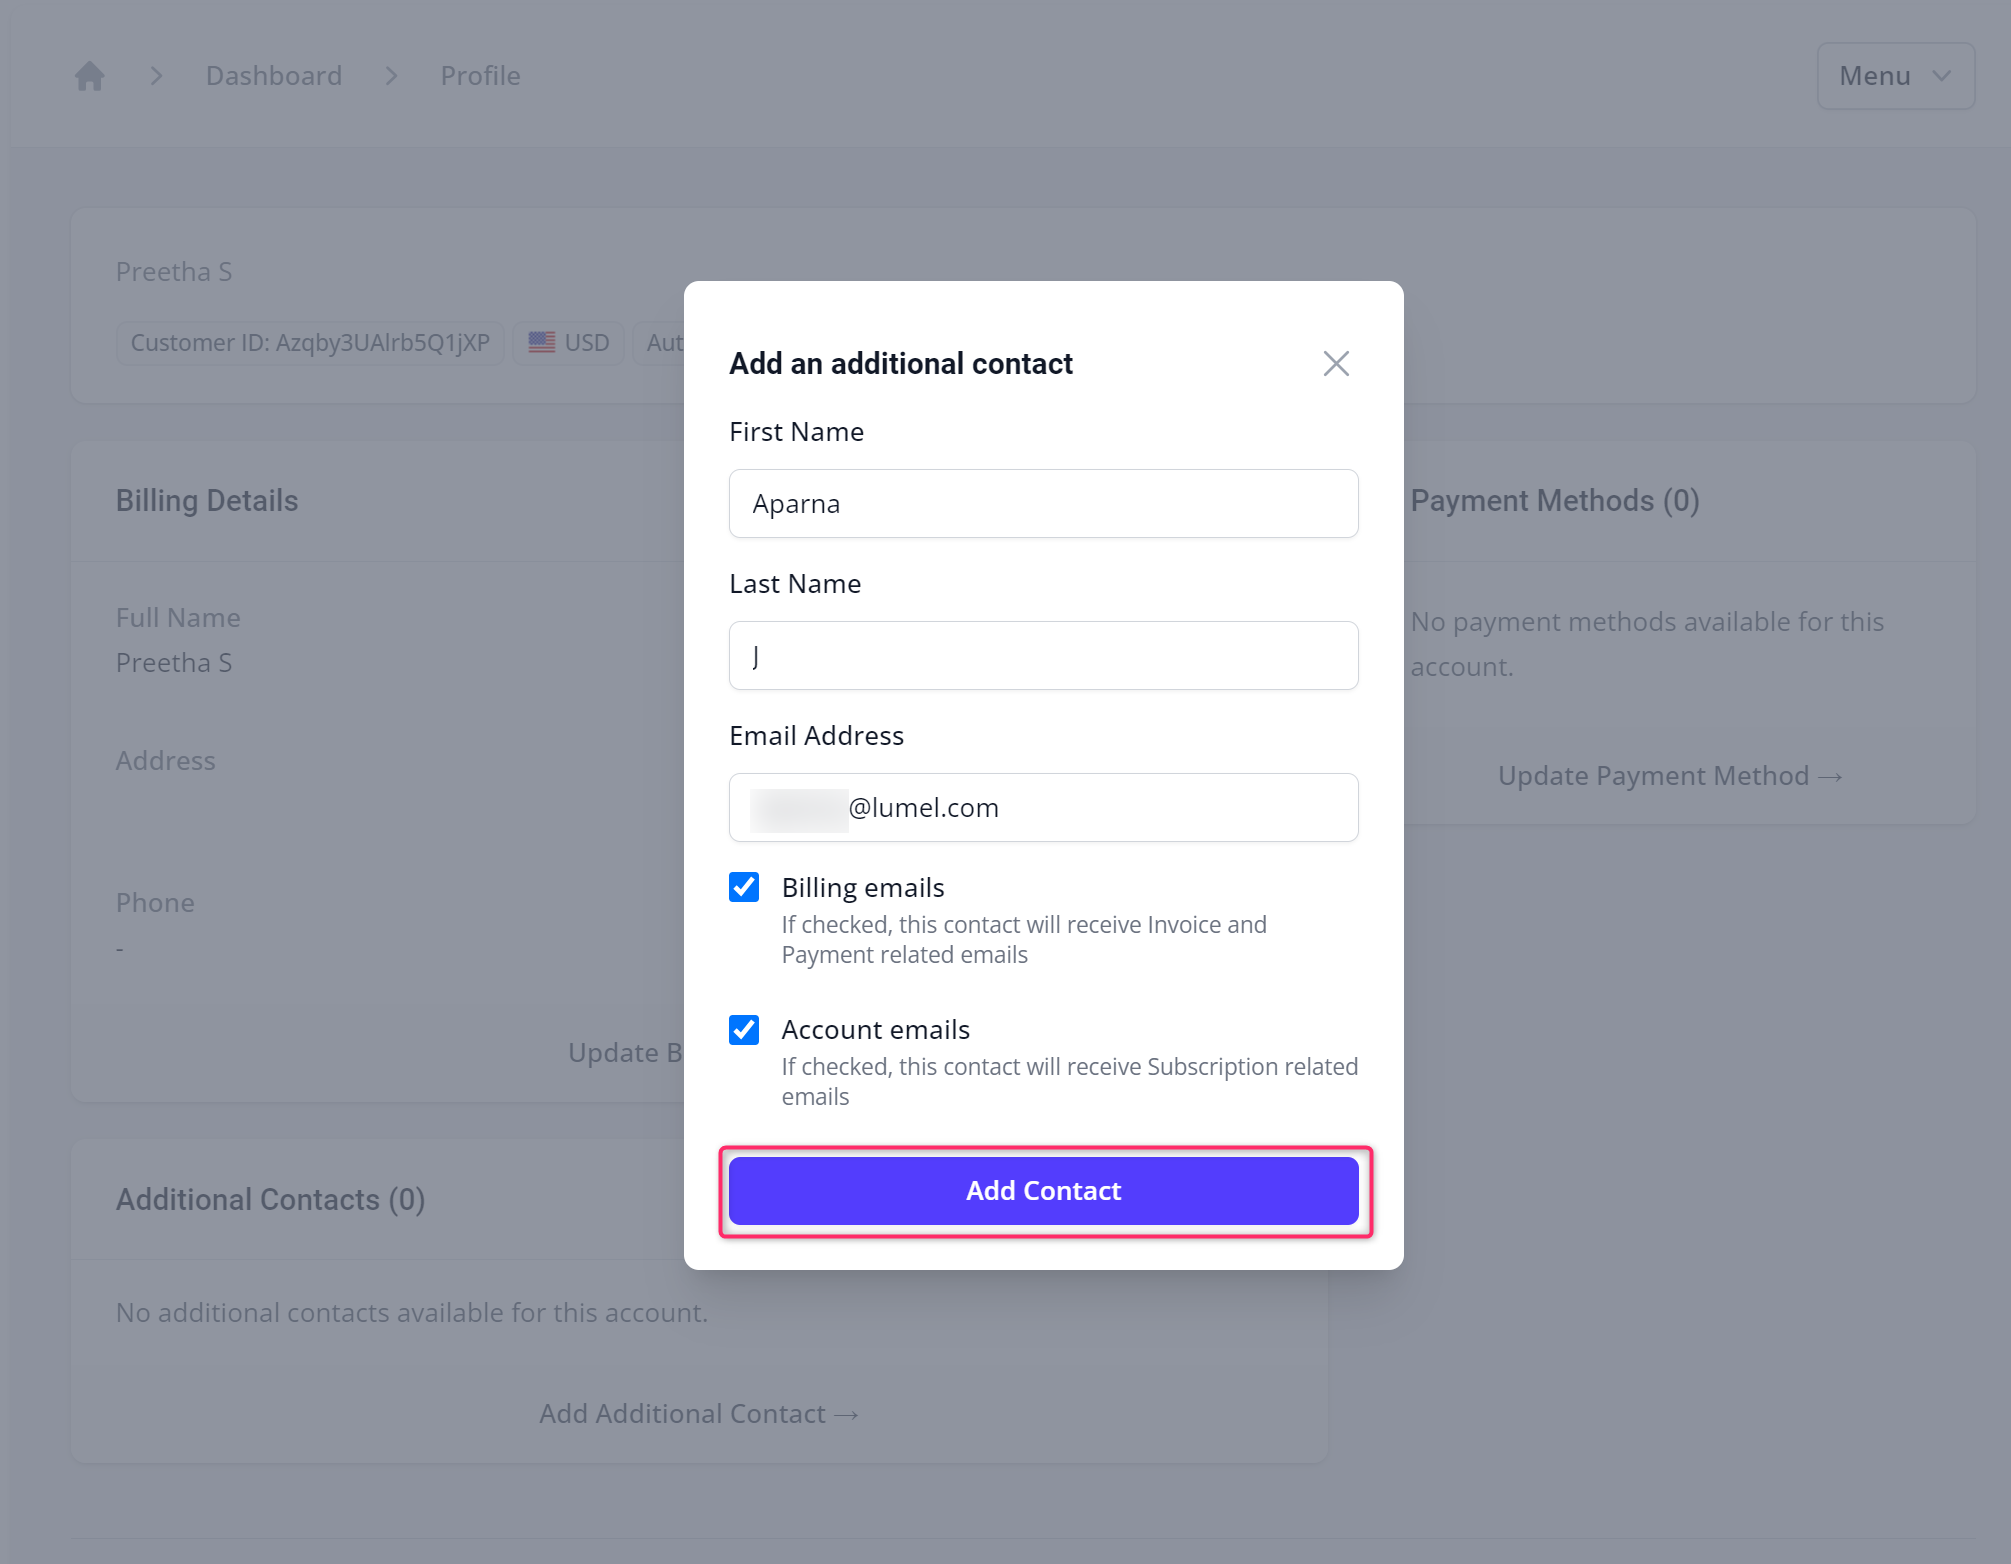 Dashboard
Profile
Menu
Preetha S
Customer ID: Azqby3UAlrb5Q1jXP
USD
Add an additional contact
First Name
Aparna
Last Name
J
Email Address
@lumel.com
Billing emails
If checked, this contact will receive Invoice and
Payment related emails
Account emails
If checked, this contact will receive Subscription related
emails
Add Contact
Billing Details
Full Name
Preetha S
Address
Phone
-
Update
Payment Methods (0)
No payment methods available for this
account.
Update Payment Method →
Additional Contacts (0)
No additional contacts available for this account.
Add Additional Contact →